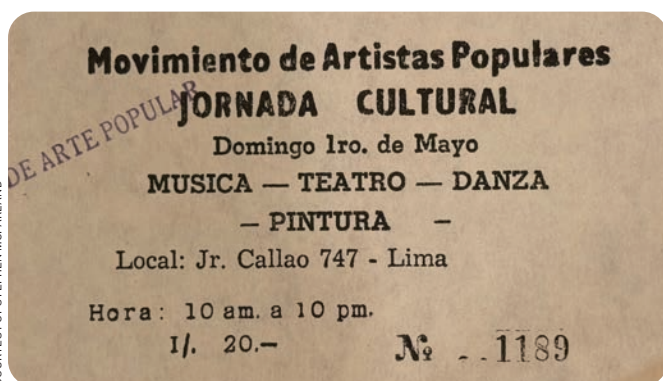 Movimiento de Artistas Populares
JORNADA CULTURAL
DE ARTE POPULAR
Domingo 1ro. de Mayo
MUSICA — TEATRO — DANZA
— PINTURA —
Local: Jr. Callao 747 - Lima
Hora: 10 am. a 10 pm.
I/. 20.—
Nº - . 1189